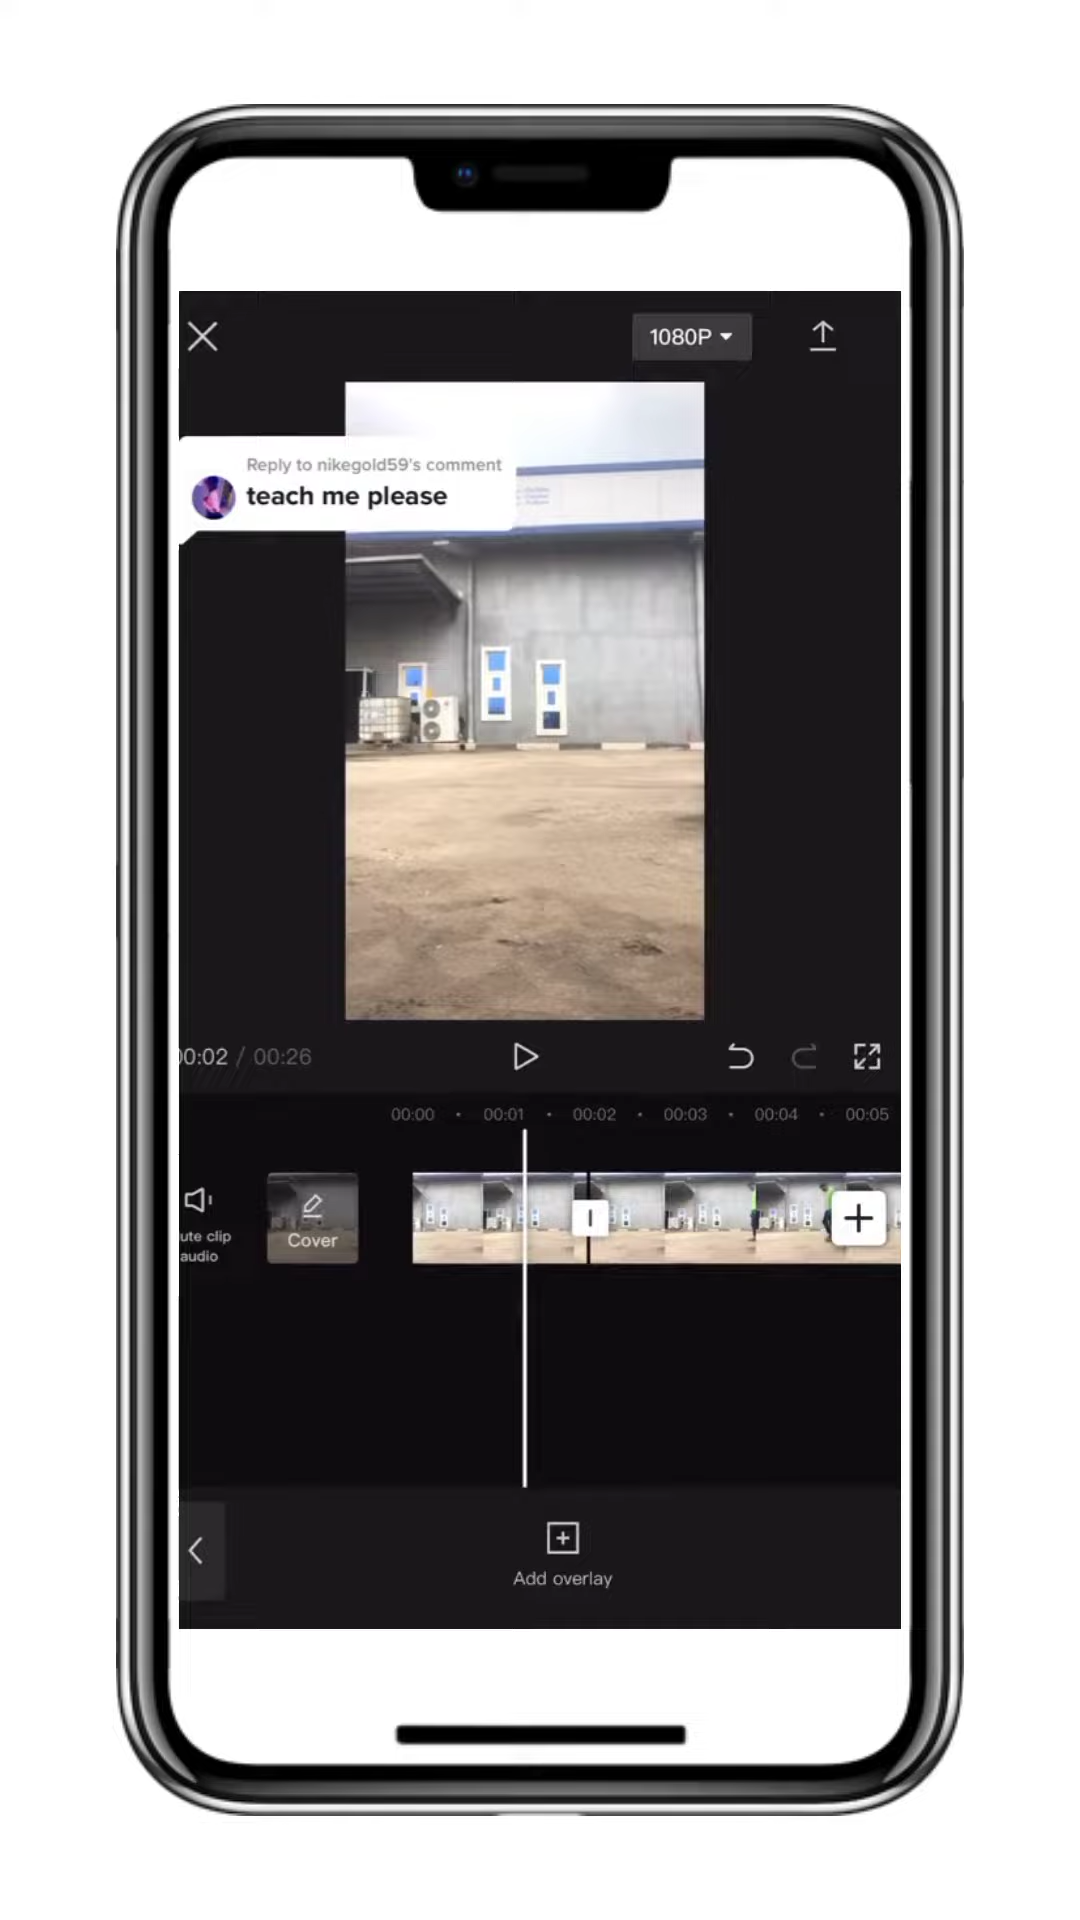 1080P
Reply to nikegold59's comment
teach me please
00:02 / 00:26
00:00 00:01 00:02 00:03 00:04 00:05
ute clip
audio
Cover
Add overlay